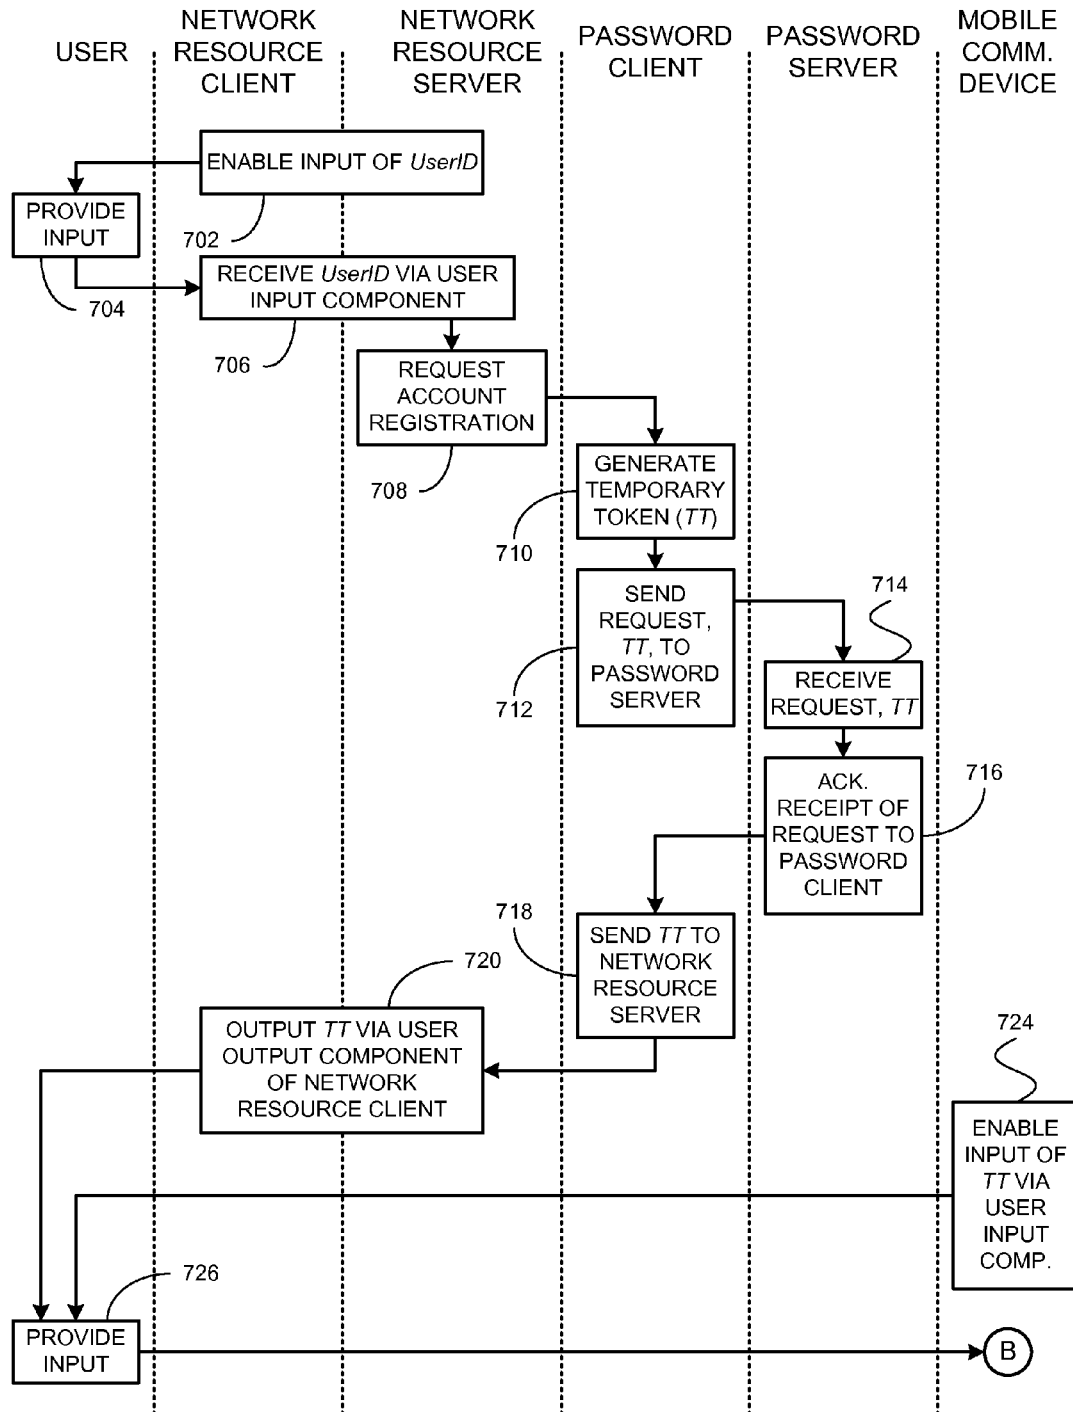 USER
NETWORK
RESOURCE
CLIENT
NETWORK
RESOURCE
SERVER
PASSWORD
CLIENT
PASSWORD
SERVER
MOBILE
COMM.
DEVICE
ENABLE INPUT OF UserID
702
PROVIDE
INPUT
704
RECEIVE UserID VIA USER
INPUT COMPONENT
706
REQUEST
ACCOUNT
REGISTRATION
708
GENERATE
TEMPORARY
TOKEN (TT)
710
SEND
REQUEST,
TT, TO
PASSWORD
SERVER
712
714
RECEIVE
REQUEST, TT
ACK.
RECEIPT OF
REQUEST TO
PASSWORD
CLIENT
716
718
SEND TT TO
NETWORK
RESOURCE
SERVER
720
OUTPUT TT VIA USER
OUTPUT COMPONENT
OF NETWORK
RESOURCE CLIENT
724
ENABLE
INPUT OF
TT VIA
USER
INPUT
COMP.
726
PROVIDE
INPUT
B